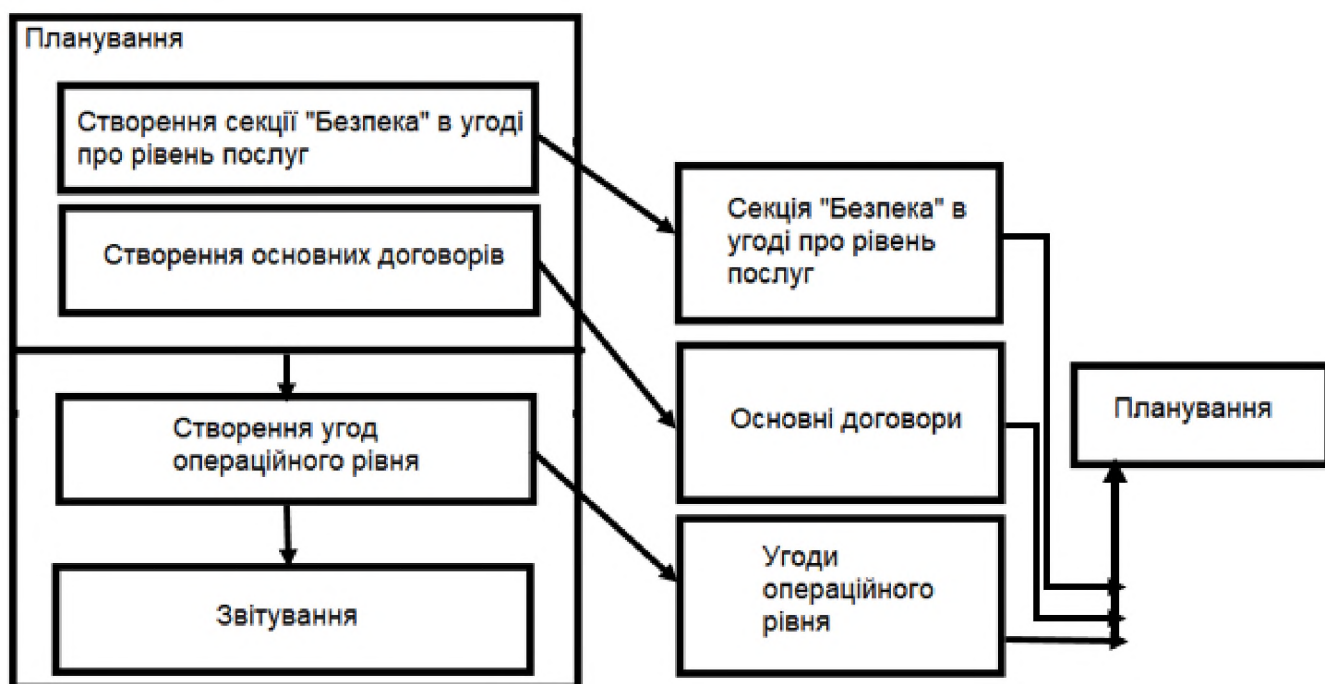 Планування
Створення секції "Безпека" в угоді
про рівень послуг
Створення основних договорів
Створення угод
операційного рівня
Звітування
Секція "Безпека" в
угоді про рівень
послуг
Основні договори
Угоди
операційного
рівня
Планування